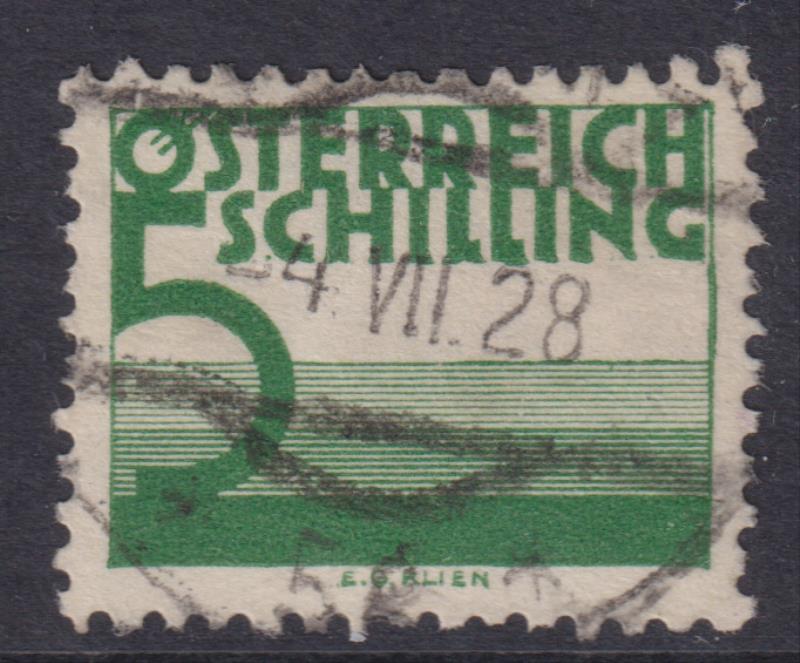 ÖSTERREICH
5 SCHILLING
-4.VII.28
E.G.RLIEN